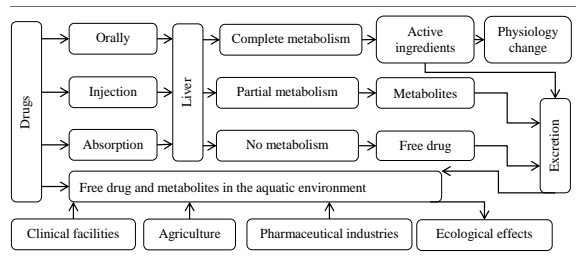 Drugs
Orally
Injection
Absorption
Liver
Complete metabolism
Partial metabolism
No metabolism
Active
ingredients
Metabolites
Free drug
Physiology
change
Excretion
Free drug and metabolites in the aquatic environment
Clinical facilities
Agriculture
Pharmaceutical industries
Ecological effects